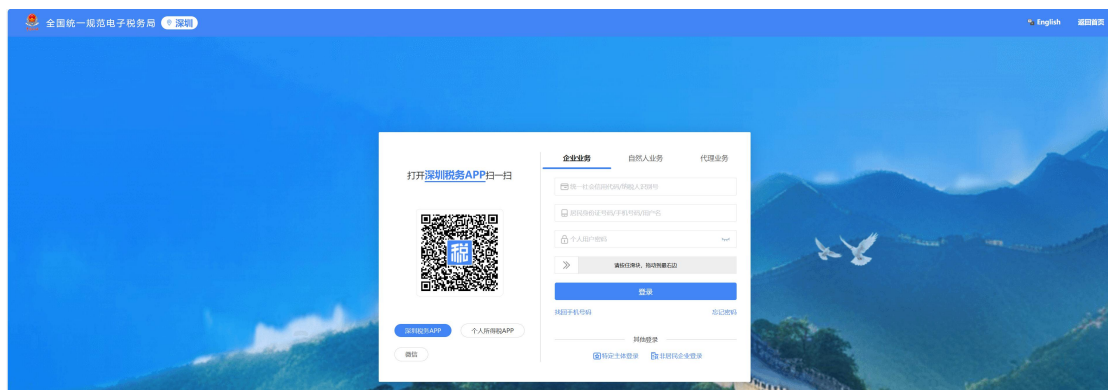 全国统一规范电子税务局 深圳
English 返回首页
打开深圳税务APP扫一扫
税
深圳税务APP 个人所得税APP
微信
企业业务 自然人业务 代理业务
统一社会信用代码/纳税人识别号
居民身份证号码/手机号码/用户名
个人用户密码
请按住滑块，拖动到最右边
登录
找回手机号码 忘记密码
其他登录
特定主体登录 非居民企业登录